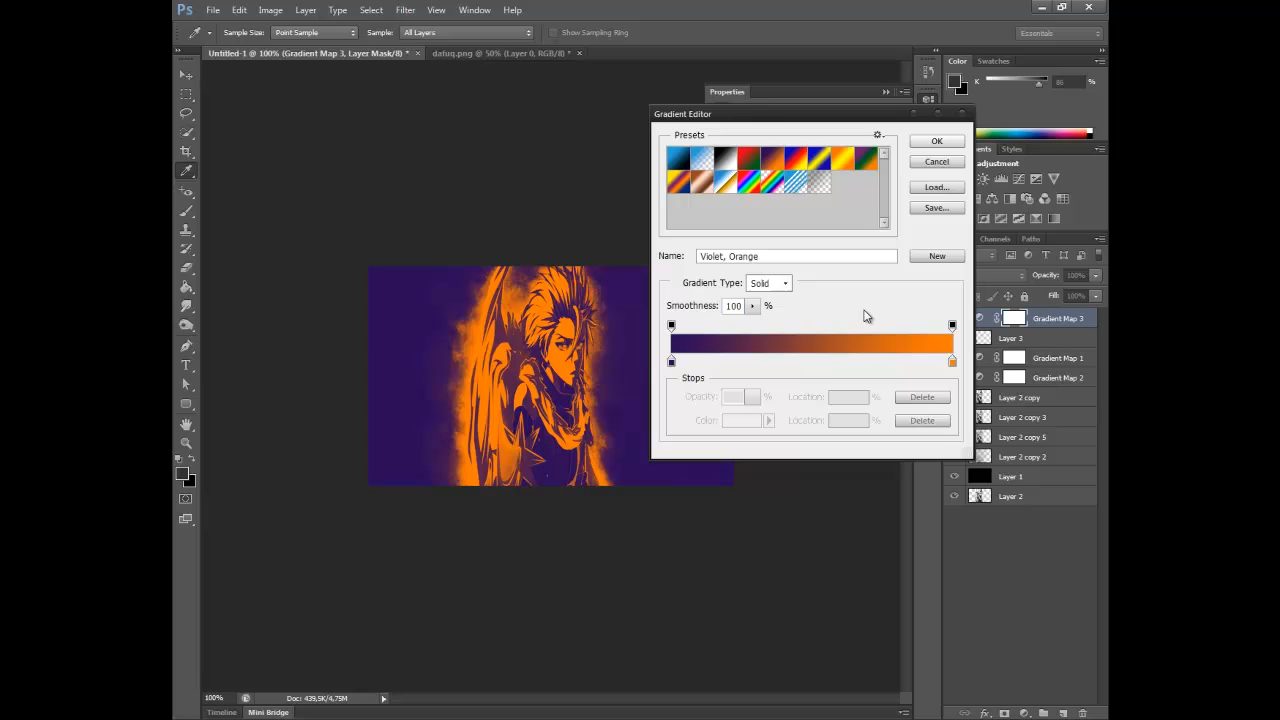 Ps File Edit Image Layer Type Select Filter View Window Help
Sample Size: Point Sample Sample: All Layers Show Sampling Ring Essentials
Untitled-1 @ 100% (Gradient Map 3, Layer Mask/8) * × dafuq.png @ 50% (Layer 0, RGB/8) * ×
Color Swatches
K 86 %
Properties
Gradient Editor
Presets
OK
Cancel
Load...
Save...
Name: Violet, Orange New
Gradient Type: Solid
Smoothness: 100 %
Stops
Opacity: % Location: % Delete
Color: Location: % Delete
Styles
adjustment
Channels Paths
Opacity: 100%
Fill: 100%
Gradient Map 3
Layer 3
Gradient Map 1
Gradient Map 2
Layer 2 copy
Layer 2 copy 3
Layer 2 copy 5
Layer 2 copy 2
Layer 1
Layer 2
100% Doc: 439,5K/4,75M
Timeline Mini Bridge